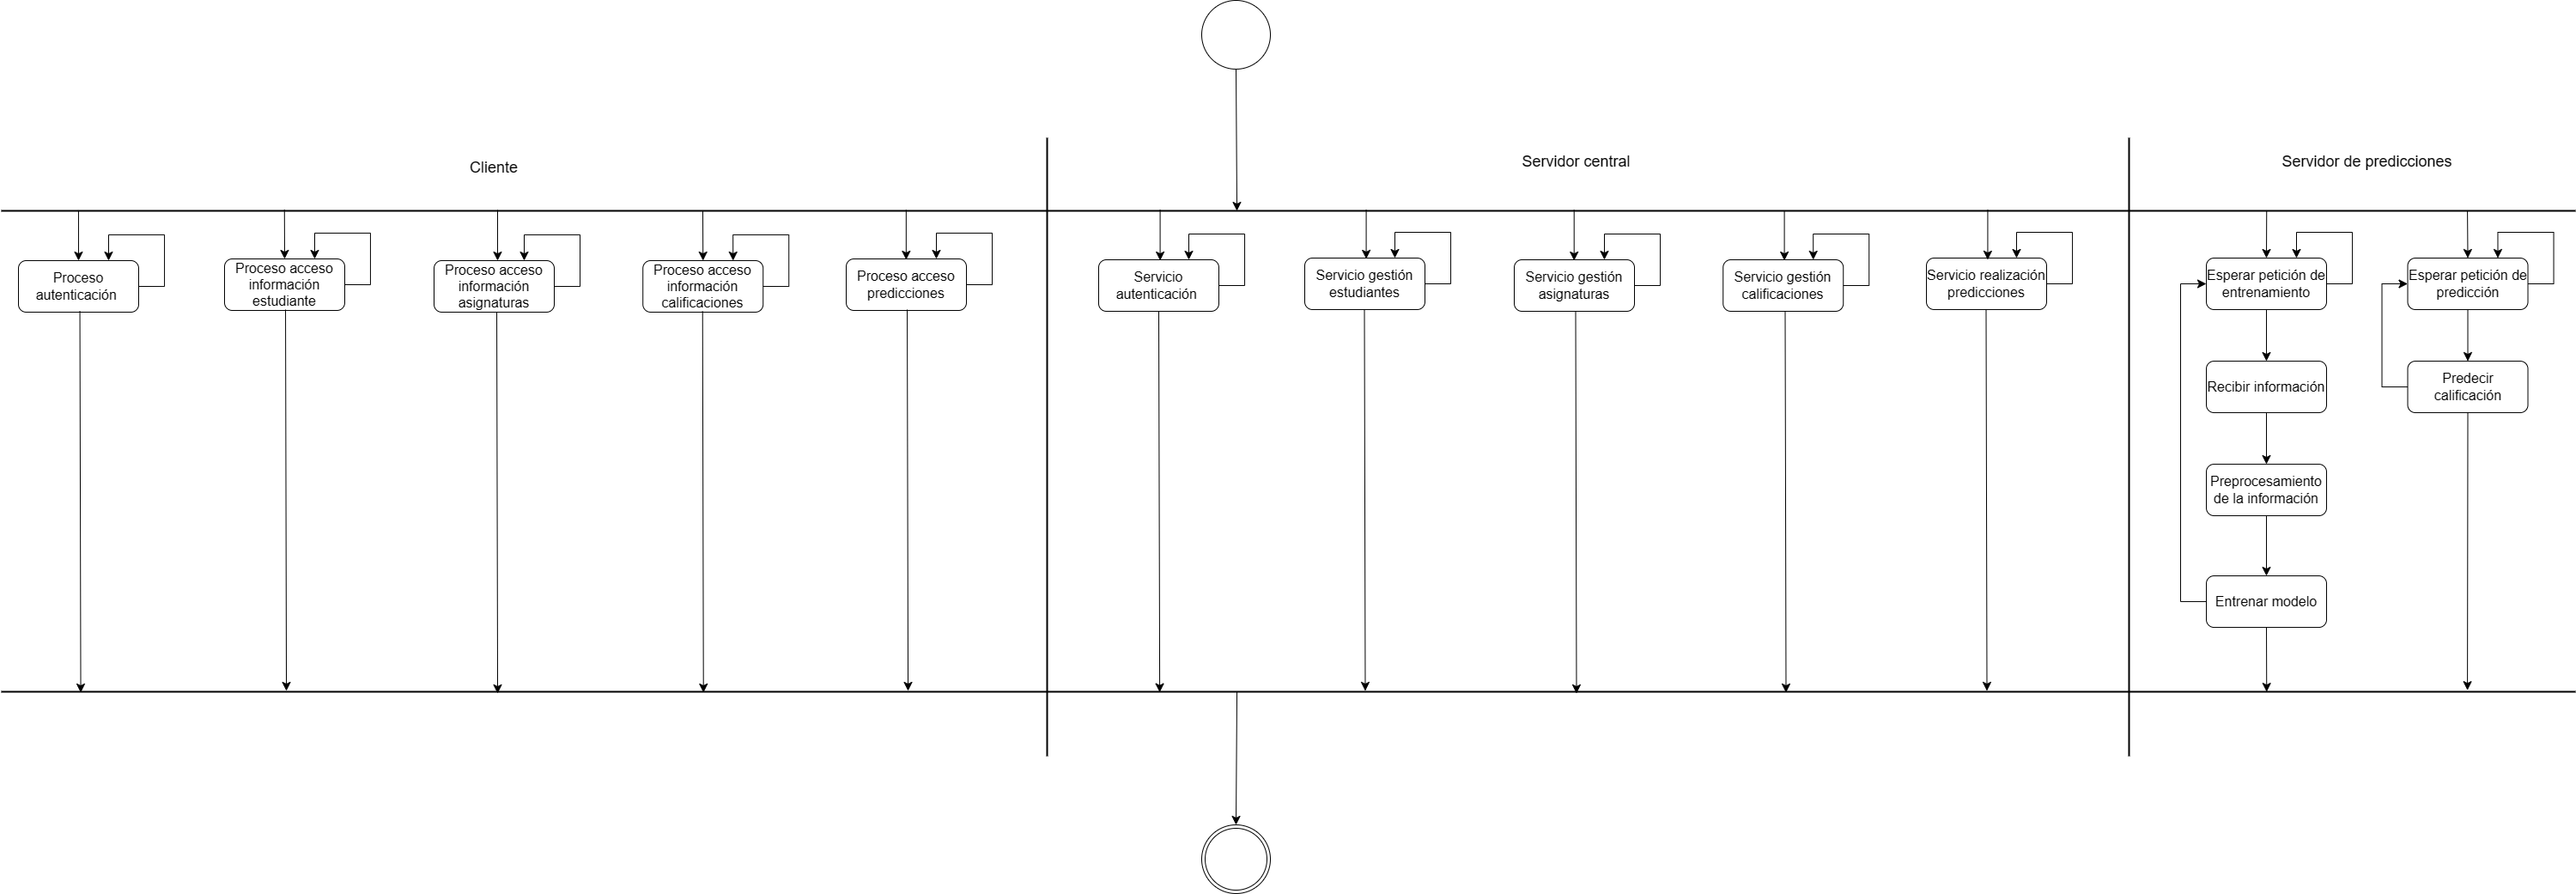 Cliente
Servidor central
Servidor de predicciones
Proceso
autenticación
Proceso acceso
información
estudiante
Proceso acceso
información
asignaturas
Proceso acceso
información
calificaciones
Proceso acceso
predicciones
Servicio
autenticación
Servicio gestión
estudiantes
Servicio gestión
asignaturas
Servicio gestión
calificaciones
Servicio realización
predicciones
Esperar petición de
entrenamiento
Esperar petición de
predicción
Recibir información
Predecir
calificación
Preprocesamiento
de la información
Entrenar modelo